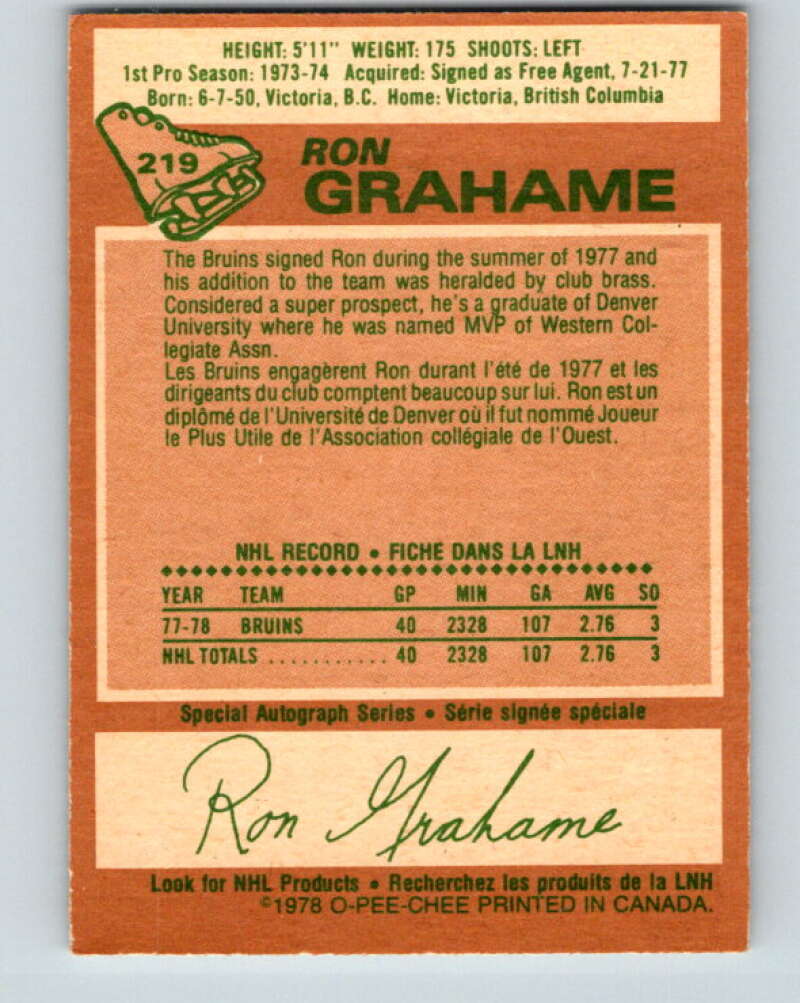 HEIGHT: 5'11" WEIGHT: 175 SHOOTS: LEFT
1st Pro Season: 1973-74 Acquired: Signed as Free Agent, 7-21-77
Born: 6-7-50, Victoria, B.C. Home: Victoria, British Columbia
219
RON
GRAHAME
The Bruins signed Ron during the summer of 1977 and
his addition to the team was heralded by club brass.
Considered a super prospect, he's a graduate of Denver
University where he was named MVP of Western Col-
legiate Assn.
Les Bruins engagèrent Ron durant l'été de 1977 et les
dirigeants du club comptent beaucoup sur lui. Ron est un
diplômé de l'Université de Denver où il fut nommé Joueur
le Plus Utile de l'Association collégiale de l'Ouest.
NHL RECORD • FICHE DANS LA LNH
YEAR TEAM GP MIN GA AVG SO
77-78 BRUINS 40 2328 107 2.76 3
NHL TOTALS ........... 40 2328 107 2.76 3
Special Autograph Series • Série signée spéciale
Ron Grahame
Look for NHL Products • Recherchez les produits de la LNH
©1978 O-PEE-CHEE PRINTED IN CANADA.